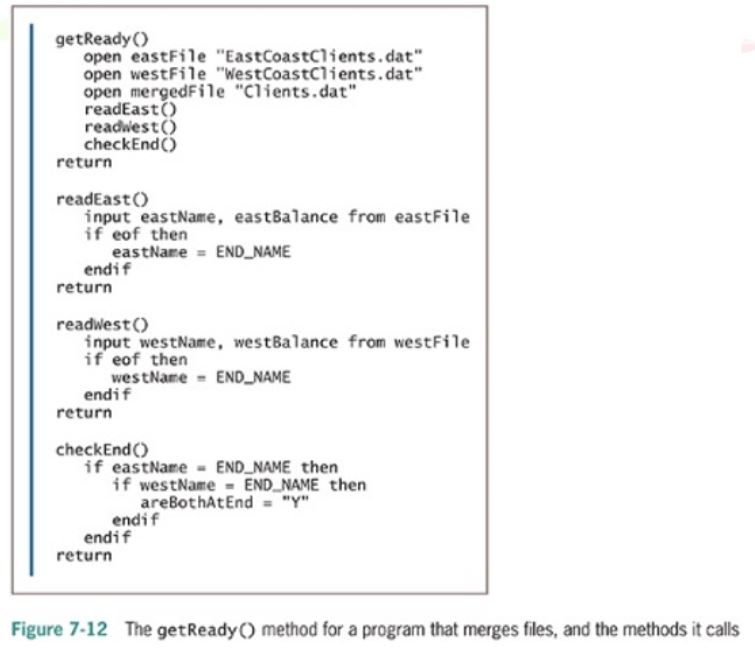 getReady()
open eastFile "EastCoastClients.dat"
open westFile "WestCoastClients.dat"
open mergedFile "Clients.dat"
readEast()
readWest()
checkEnd()
return
readEast()
input eastName, eastBalance from eastFile
if eof then
eastName = END_NAME
endif
return
readWest()
input westName, westBalance from westFile
if eof then
westName = END_NAME
endif
return
checkEnd()
if eastName = END_NAME then
if westName = END_NAME then
areBothAtEnd = "Y"
endif
endif
return
Figure 7-12 The getReady() method for a program that merges files, and the methods it calls